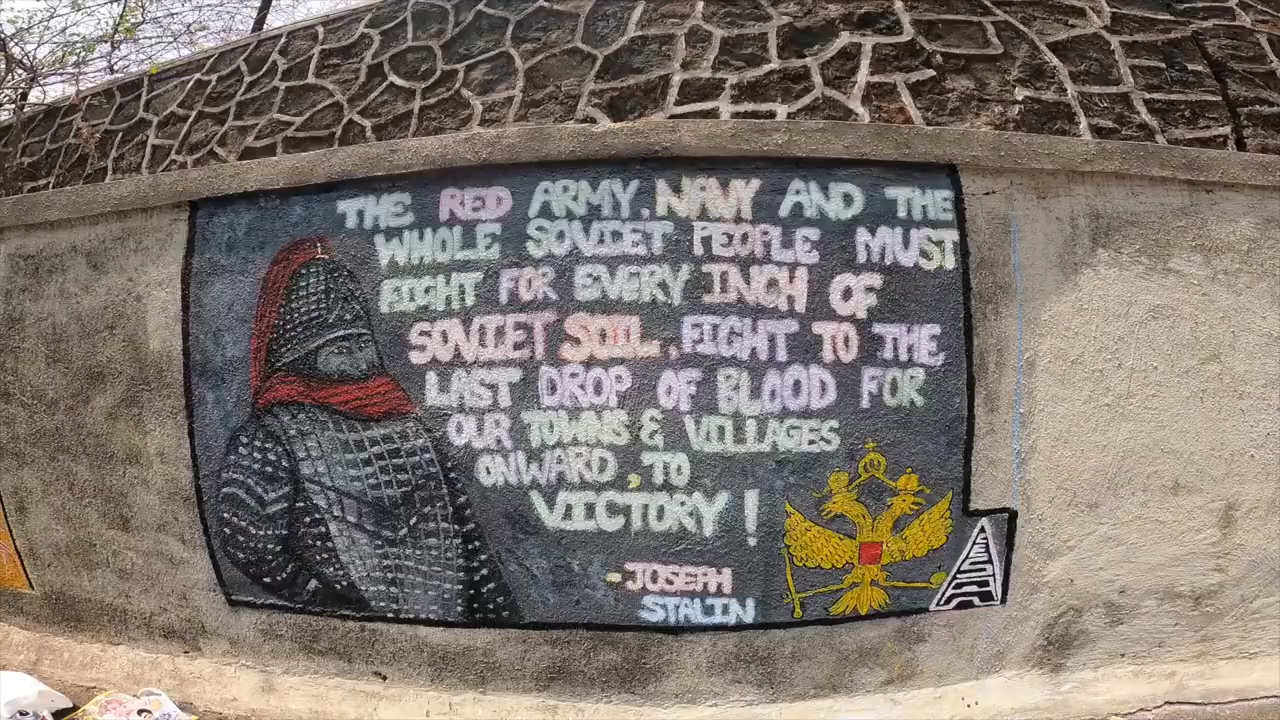 THE RED ARMY, NAVY AND THE
WHOLE SOVIET PEOPLE MUST
FIGHT FOR EVERY INCH OF
SOVIET SOIL, FIGHT TO THE
LAST DROP OF BLOOD FOR
OUR TOWNS & VILLAGES
ONWARD, TO
VICTORY!
-JOSEPH
STALIN